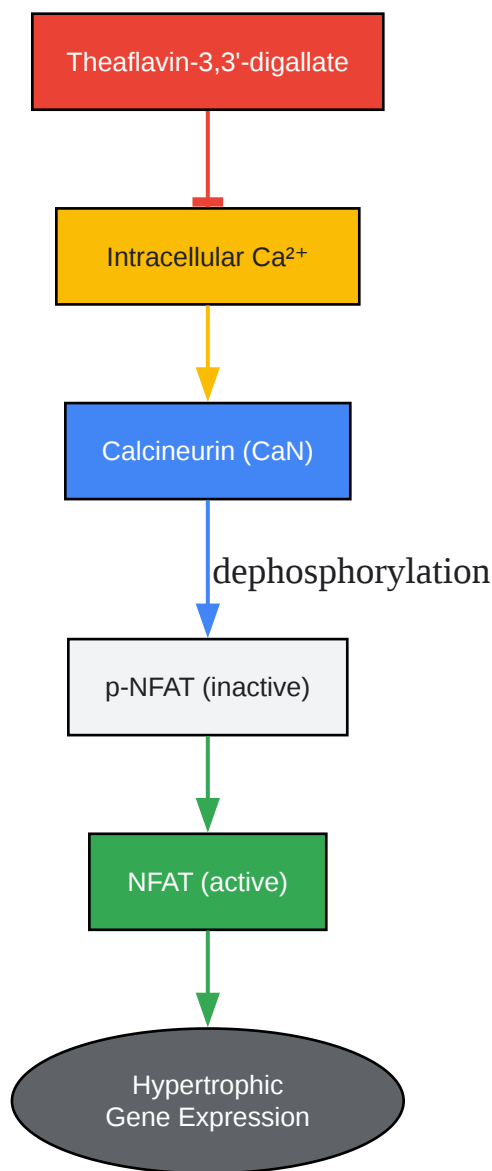 Theaflavin-3,3'-digallate
Intracellular Ca²⁺
Calcineurin (CaN)
dephosphorylation
p-NFAT (inactive)
NFAT (active)
Hypertrophic
Gene Expression